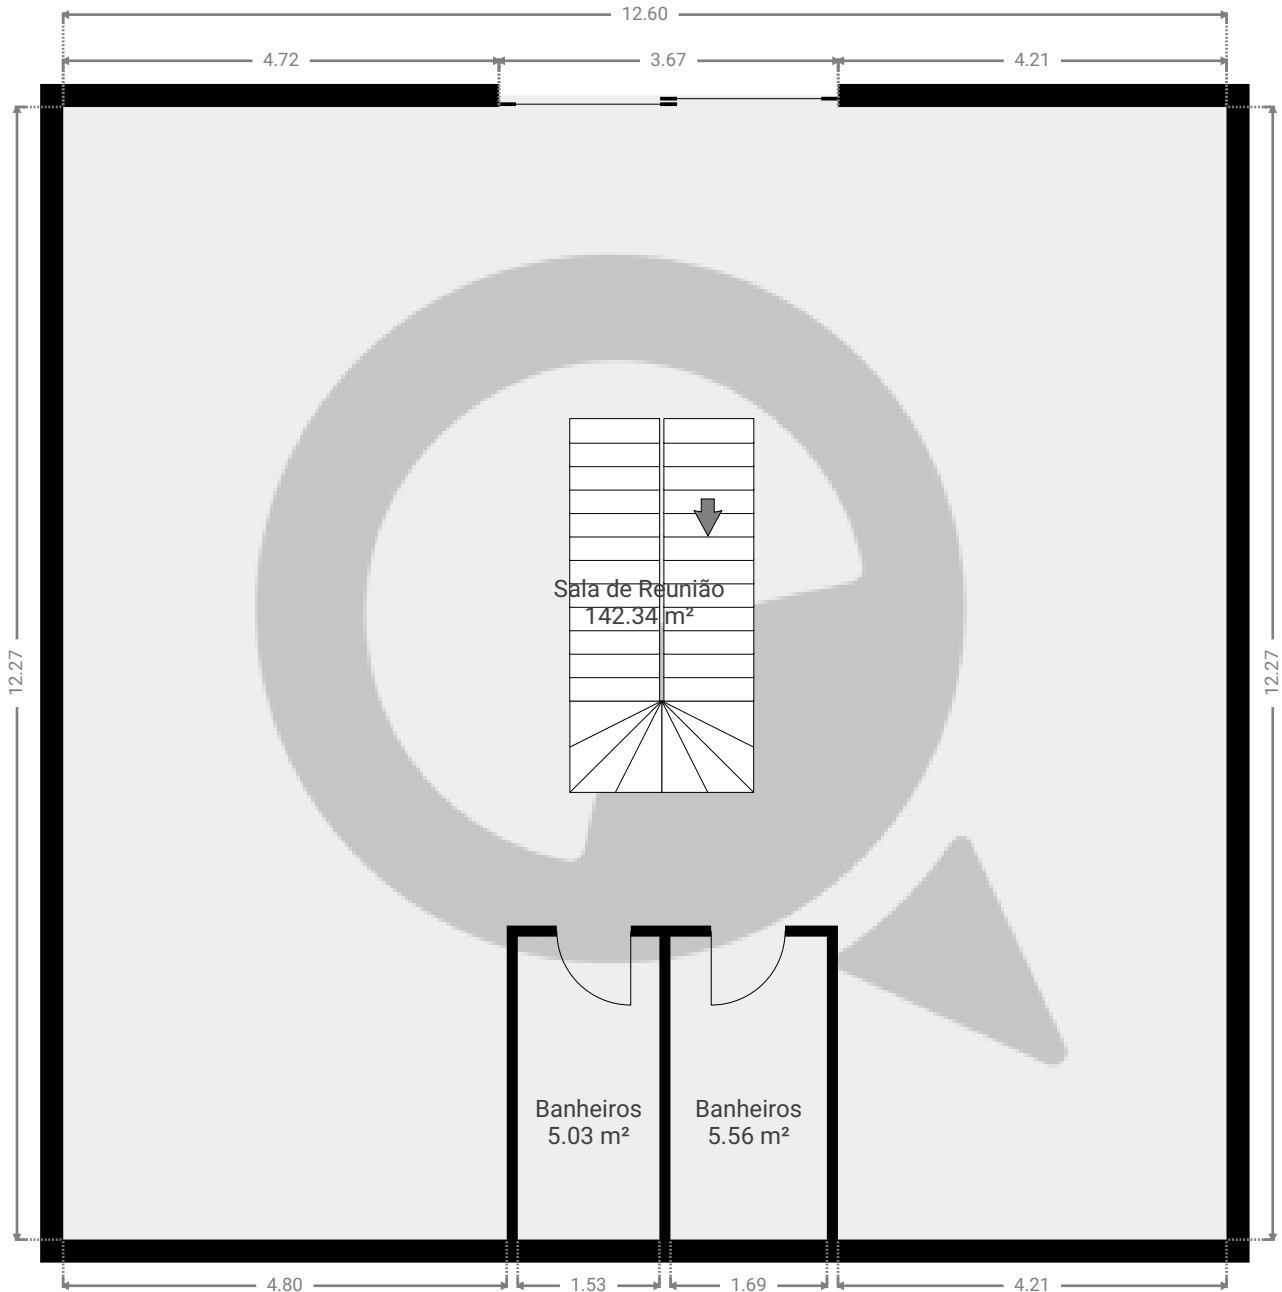 12.60
4.72
3.67
4.21
12.27
12.27
Sala de Reunião
142.34 m²
Banheiros
5.03 m²
Banheiros
5.56 m²
4.80
1.53
1.69
4.21